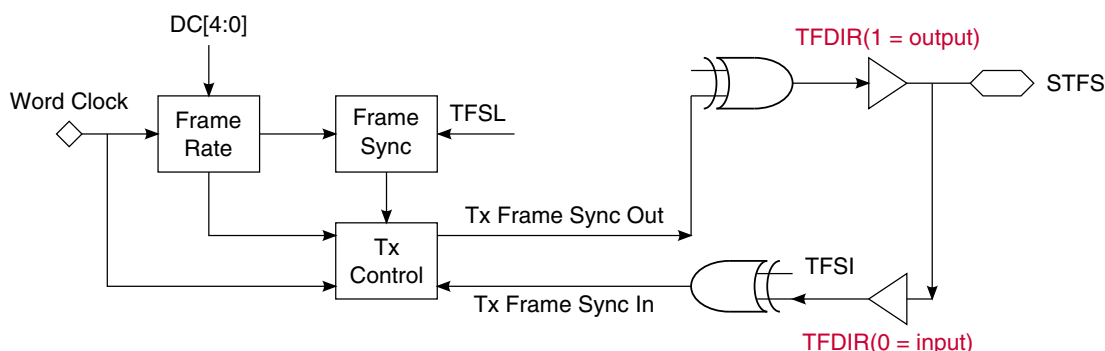 DC[4:0]
TFDIR(1 = output)
STFS
Word Clock
Frame
Rate
Frame
Sync
TFSL
Tx Frame Sync Out
Tx
Control
TFSI
Tx Frame Sync In
TFDIR(0 = input)